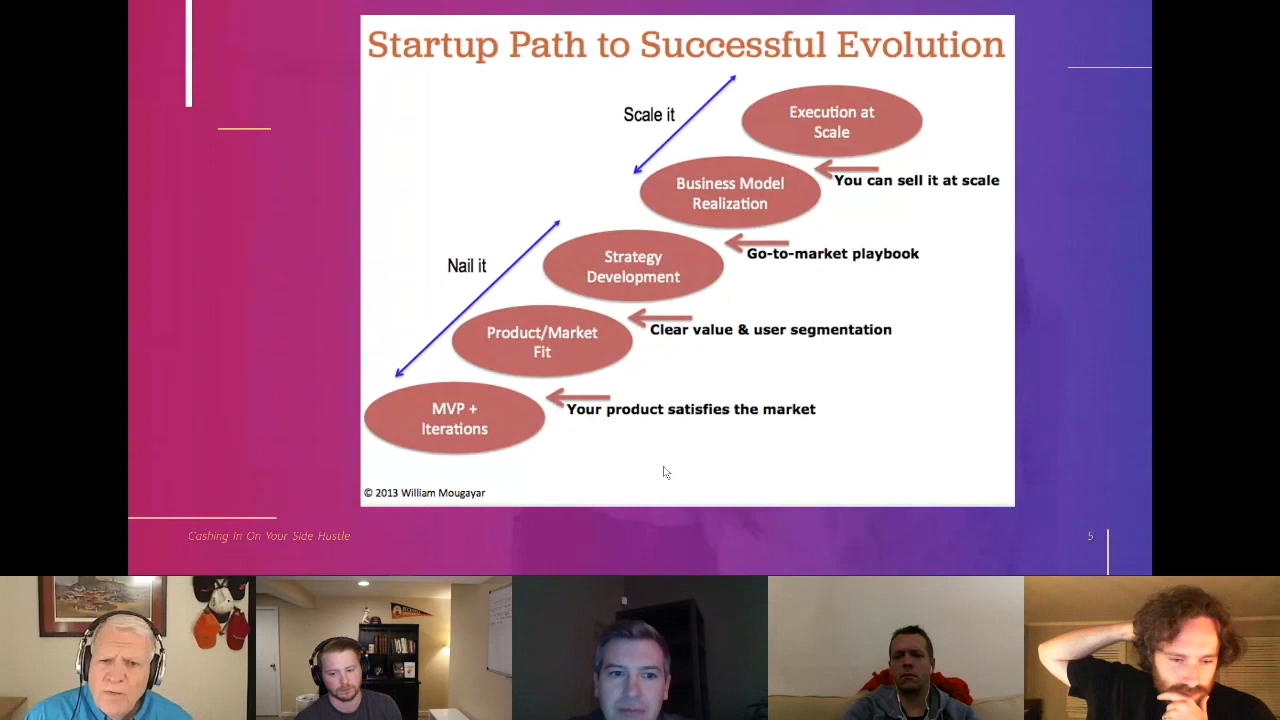 Startup Path to Successful Evolution
Scale it
Execution at
Scale
You can sell it at scale
Business Model
Realization
Go-to-market playbook
Nail it
Strategy
Development
Clear value & user segmentation
Product/Market
Fit
Your product satisfies the market
MVP +
Iterations
© 2013 William Mougayar
Cashing in On Your Side Hustle
5